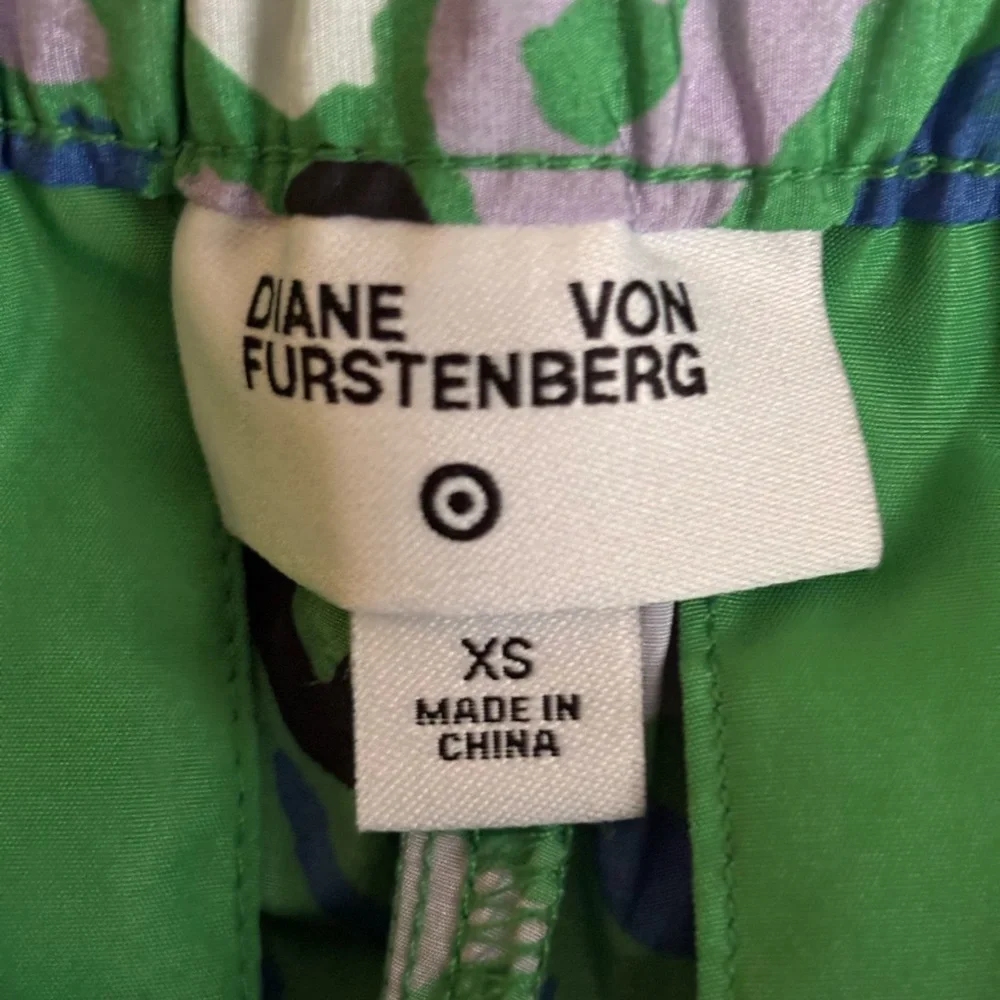 DIANE VON
FURSTENBERG
XS
MADE IN
CHINA